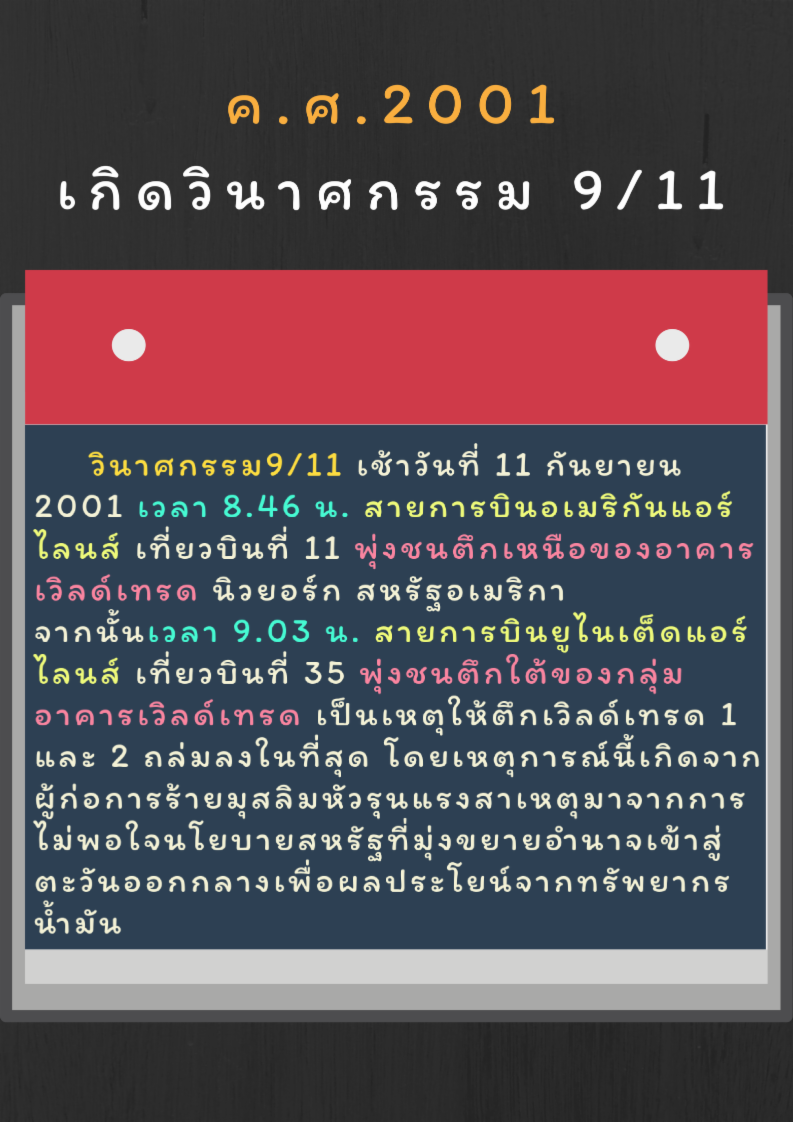 ค.ศ.2001
เกิดวินาศกรรม 9/11
วินาศกรรม9/11 เช้าวันที่ 11 กันยายน
2001 เวลา 8.46 น. สายการบินอเมริกันแอร์
ไลนส์ เที่ยวบินที่ 11 พุ่งชนตึกเหนือของอาคาร
เวิลด์เทรด นิวยอร์ก สหรัฐอเมริกา
จากนั้นเวลา 9.03 น. สายการบินยูไนเต็ดแอร์
ไลนส์ เที่ยวบินที่ 35 พุ่งชนตึกใต้ของกลุ่ม
อาคารเวิลด์เทรด เป็นเหตุให้ตึกเวิลด์เทรด 1
และ 2 ถล่มลงในที่สุด โดยเหตุการณ์นี้เกิดจาก
ผู้ก่อการร้ายมุสลิมหัวรุนแรงสาเหตุมาจากการ
ไม่พอใจนโยบายสหรัฐที่มุ่งขยายอำนาจเข้าสู่
ตะวันออกกลางเพื่อผลประโยน์จากทรัพยากร
น้ำมัน